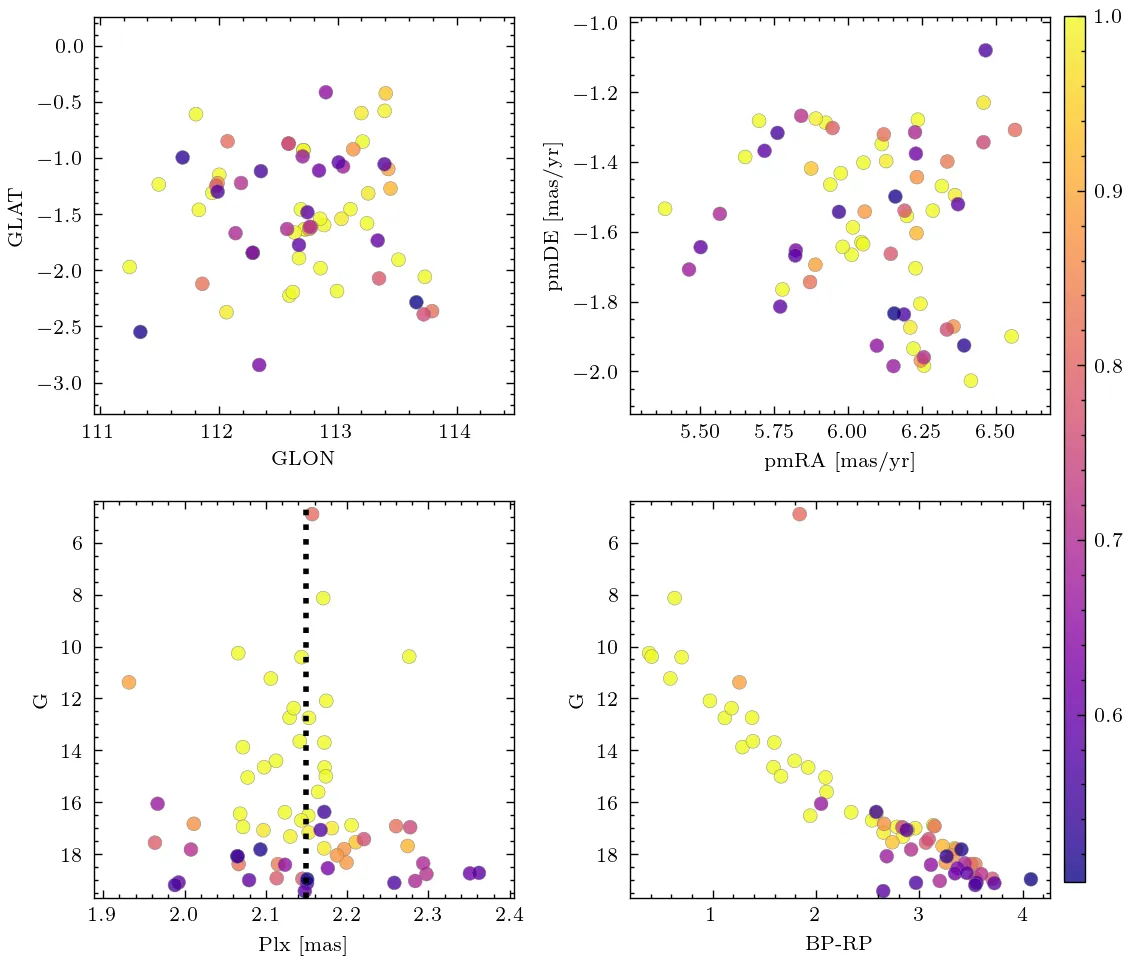 0.0
−0.5
−1.0
−1.5
−2.0
−2.5
−3.0
GLAT
111 112 113 114
GLON
−1.0
−1.2
−1.4
−1.6
−1.8
−2.0
pmDE [mas/yr]
5.50 5.75 6.00 6.25 6.50
pmRA [mas/yr]
1.0
0.9
0.8
0.7
0.6
6
8
10
12
14
16
18
G
1.9 2.0 2.1 2.2 2.3 2.4
Plx [mas]
6
8
10
12
14
16
18
G
1 2 3 4
BP-RP